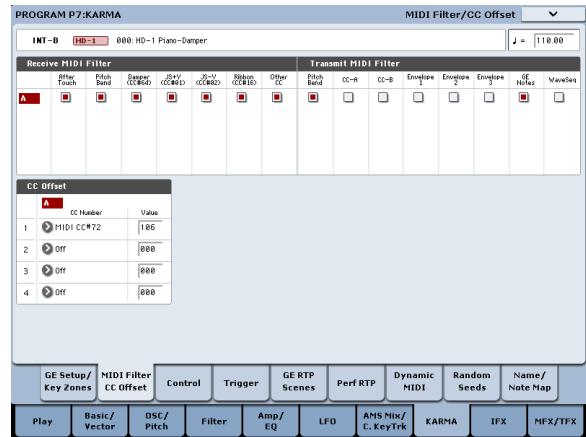 PROGRAM P7:KARMA MIDI Filter/CC Offset
INT-B HD-1 000: HD-1 Piano-Damper ♩ = 110.00
Receive MIDI Filter Transmit MIDI Filter
After Touch Pitch Bend Damper (CC#64) JS+Y (CC#01) JS-Y (CC#02) Ribbon (CC#16) Other CC Pitch Bend CC-A CC-B Envelope 1 Envelope 2 Envelope 3 GE Notes WaveSeq
A
CC Offset
A
CC Number Value
1 MIDI CC#72 106
2 Off 000
3 Off 000
4 Off 000
GE Setup/ Key Zones MIDI Filter CC Offset Control Trigger GE RTP Scenes Perf RTP Dynamic MIDI Random Seeds Name/ Note Map
Play Basic/ Vector OSC/ Pitch Filter Amp/ EQ LFO AMS Mix/ C. KeyTrk KARMA IFX MFX/TFX